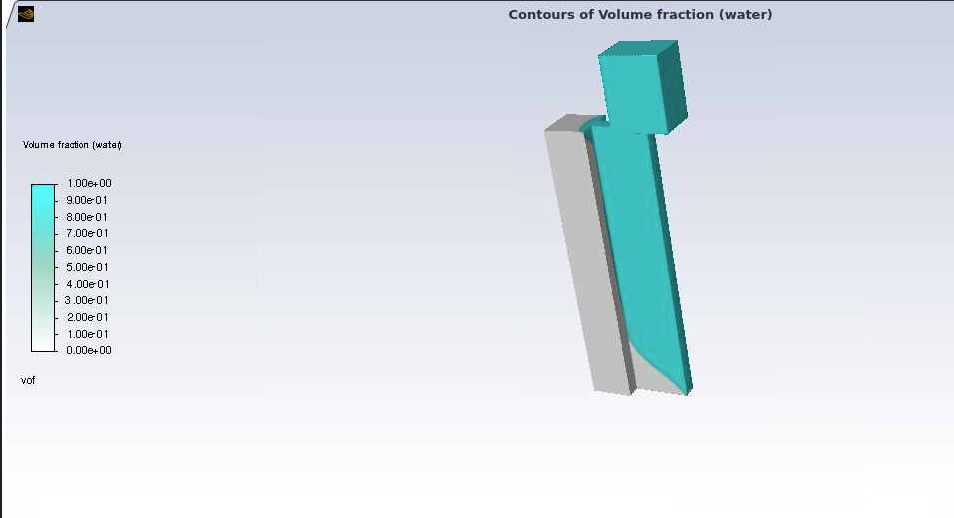 Contours of Volume fraction (water)
Volume fraction (water)
1.00e+00
9.00e-01
8.00e-01
7.00e-01
6.00e-01
5.00e-01
4.00e-01
3.00e-01
2.00e-01
1.00e-01
0.00e+00
vof